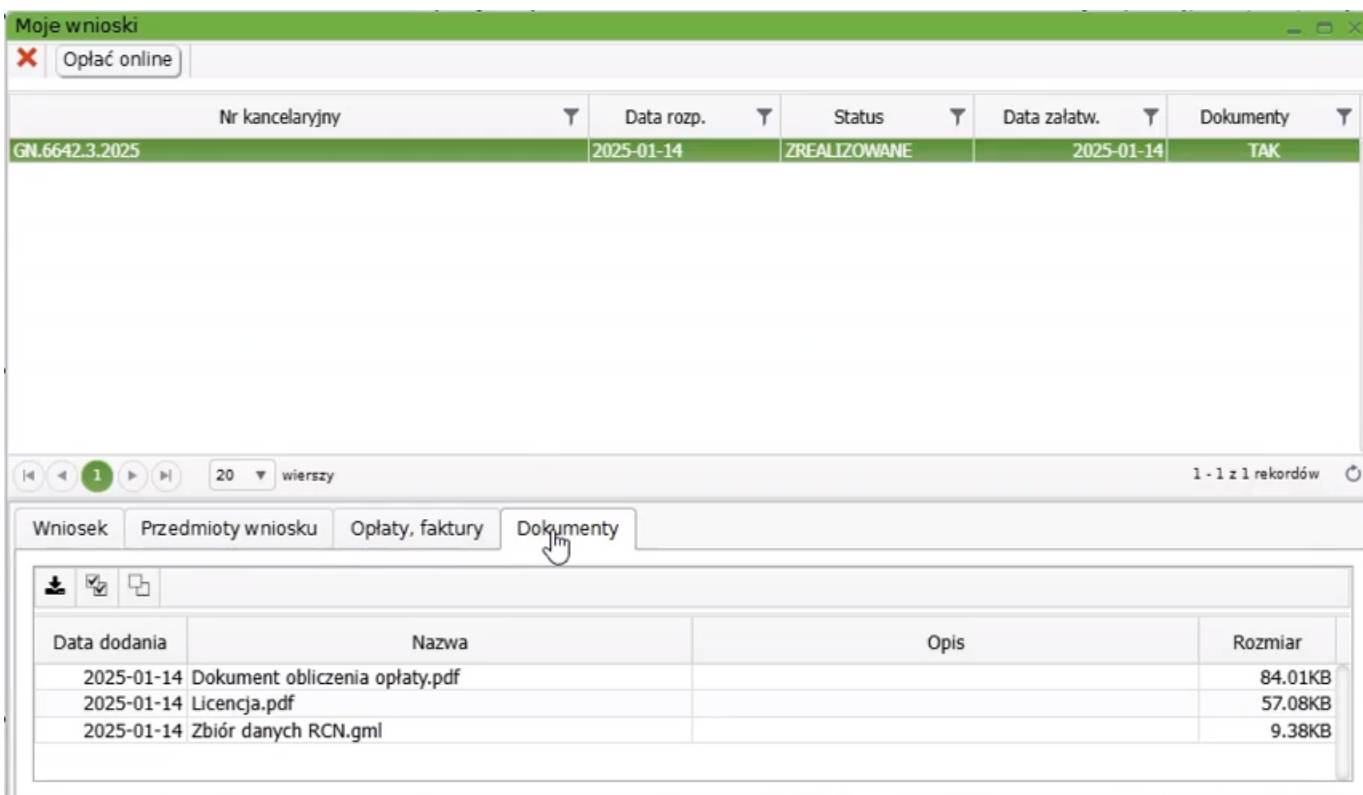 Moje wnioski
Opłać online
Nr kancelaryjny Data rozp. Status Data załatw. Dokumenty
GN.6642.3.2025 2025-01-14 ZREALIZOWANE 2025-01-14 TAK
1 20 wierszy 1 - 1 z 1 rekordów
Wniosek Przedmioty wniosku Opłaty, faktury Dokumenty
Data dodania Nazwa Opis Rozmiar
2025-01-14 Dokument obliczenia opłaty.pdf 84.01KB
2025-01-14 Licencja.pdf 57.08KB
2025-01-14 Zbiór danych RCN.gml 9.38KB